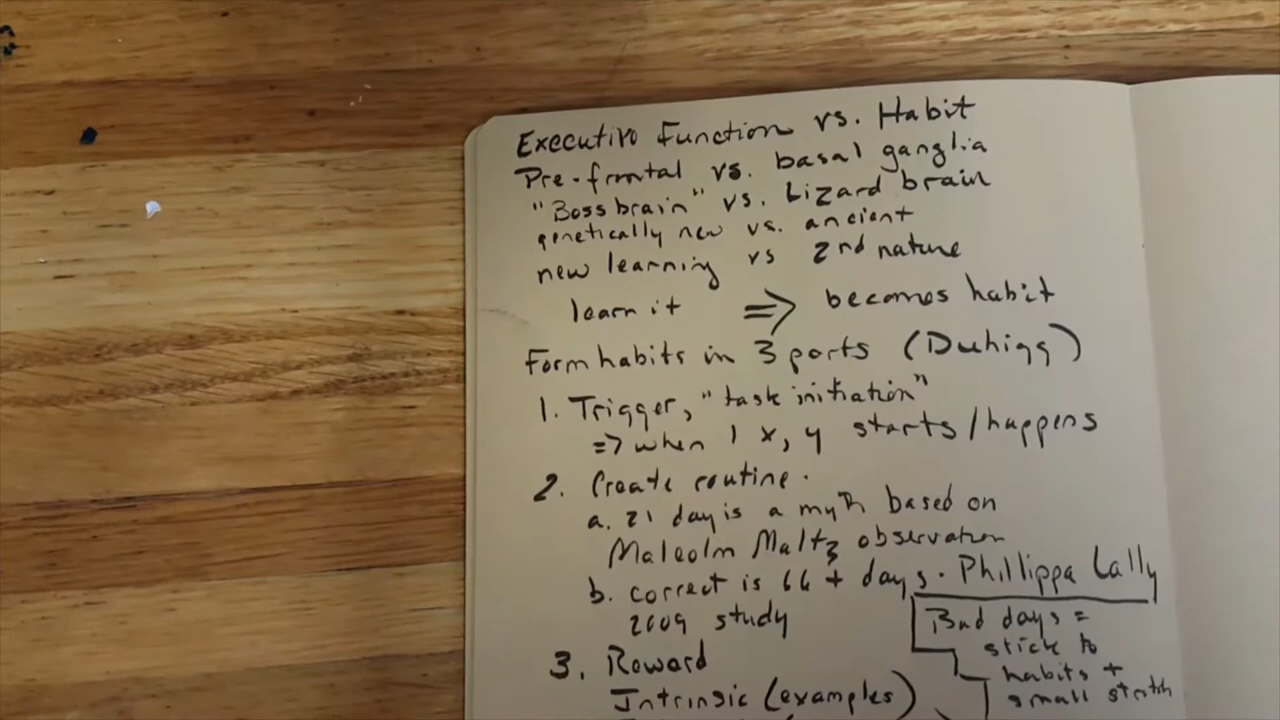 Executive Function vs. Habit
Pre-frontal vs. basal ganglia
"Boss brain" vs. Lizard brain
genetically new vs. ancient
new learning vs 2nd nature
learn it => becomes habit
Form habits in 3 parts (Duhigg)
1. Trigger, "task initiation"
=> when I x, y starts/happens
2. Create routine.
a. 21 day is a myth based on
Malcolm Maltz observation
b. correct is 66 + days. Phillippa Lally
2009 study
Bad days =
stick to
habits +
small stretch
3. Reward
Intrinsic (examples)